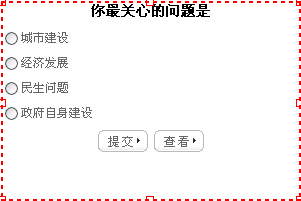 你最关心的问题是
城市建设
经济发展
民生问题
政府自身建设
提交 查看